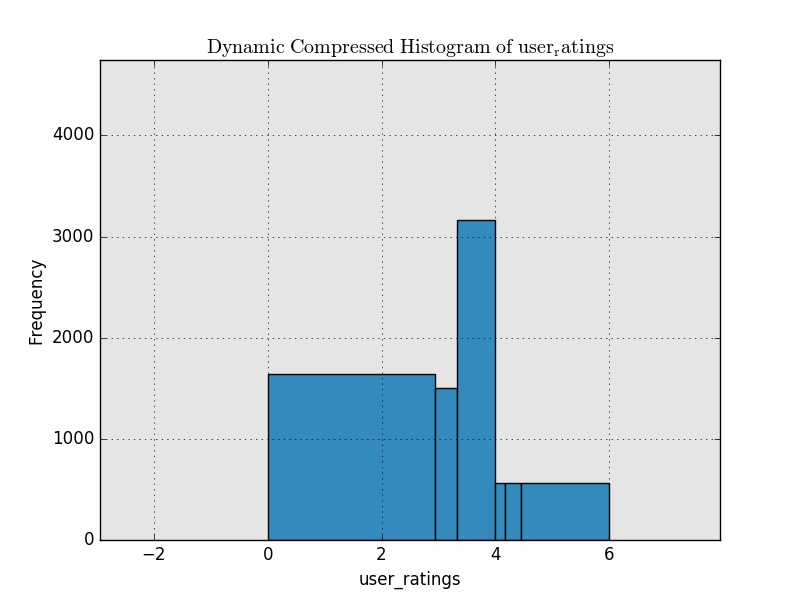 Dynamic Compressed Histogram of user_ratings
4000
3000
2000
1000
0
Frequency
−2 0 2 4 6
user_ratings